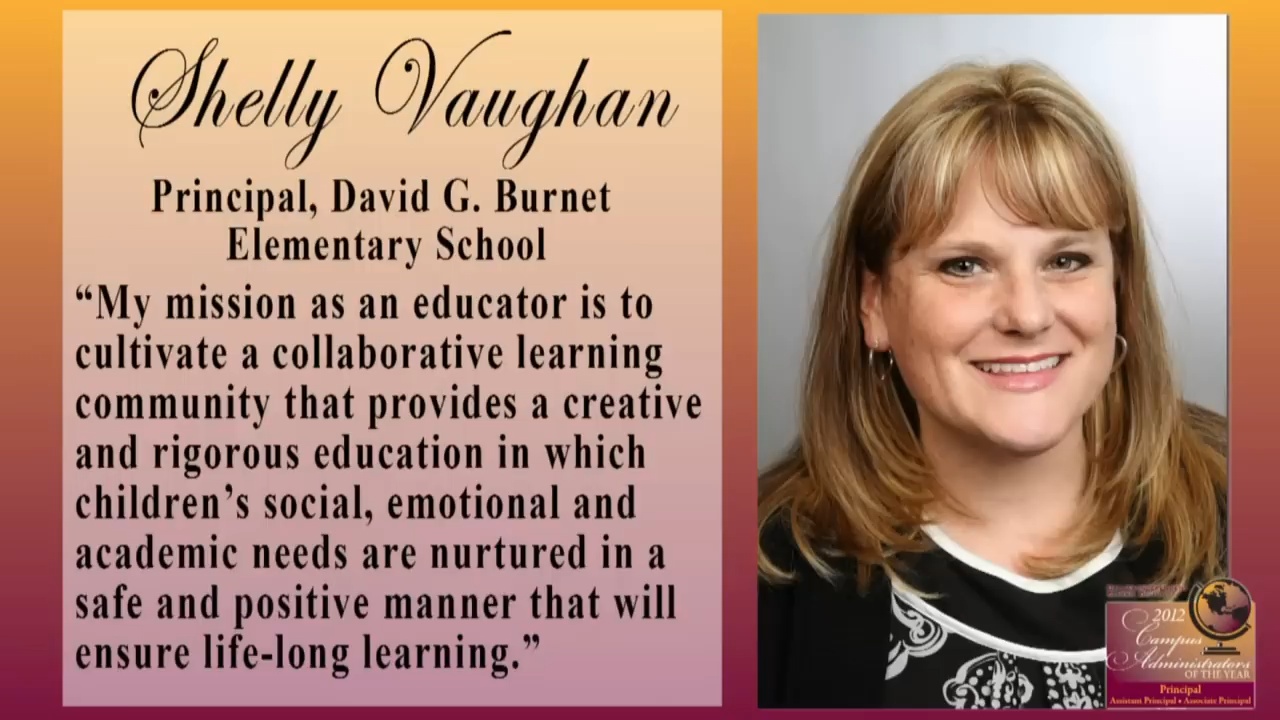 Shelly Vaughan
Principal, David G. Burnet
Elementary School
“My mission as an educator is to
cultivate a collaborative learning
community that provides a creative
and rigorous education in which
children’s social, emotional and
academic needs are nurtured in a
safe and positive manner that will
ensure life-long learning.”
2012
Campus
Administrators
OF THE YEAR
Principal
Assistant Principal • Associate Principal